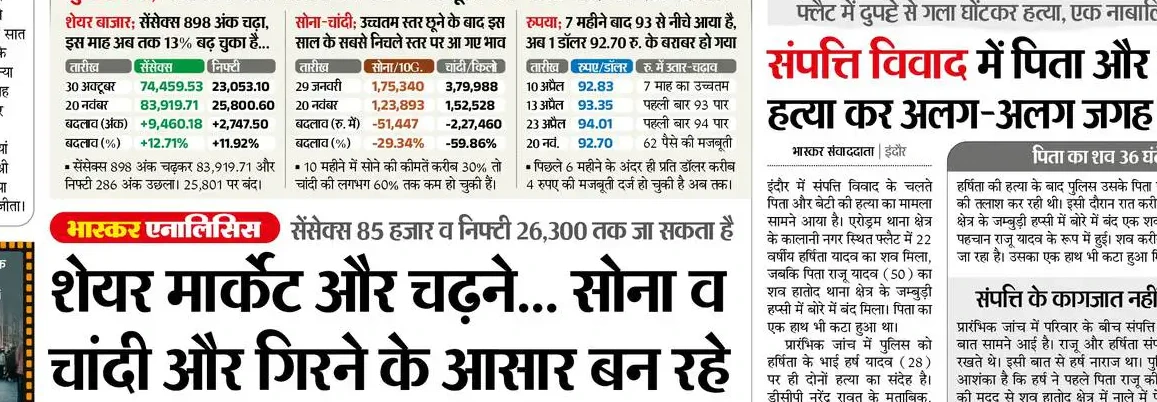 शेयर बाजार; सेंसेक्स 898 अंक चढ़ा,
इस माह अब तक 13% बढ़ चुका है...
तारीख सेंसेक्स निफ्टी
30 अक्टूबर 74,459.53 23,053.10
20 नवंबर 83,919.71 25,800.60
बदलाव (अंक) +9,460.18 +2,747.50
बदलाव (%) +12.71% +11.92%
▪ सेंसेक्स 898 अंक चढ़कर 83,919.71 और
निफ्टी 286 अंक उछला। 25,801 पर बंद।
सोना-चांदी; उच्चतम स्तर छूने के बाद इस
साल के सबसे निचले स्तर पर आ गए भाव
तारीख सोना/10G. चांदी/किलो
29 जनवरी 1,75,340 3,79,988
20 नवंबर 1,23,893 1,52,528
बदलाव (रु. में) -51,447 -2,27,460
बदलाव (%) -29.34% -59.86%
▪ 10 महीने में सोने की कीमतें करीब 30% तो
चांदी की लगभग 60% तक कम हो चुकी हैं।
रुपया; 7 महीने बाद 93 से नीचे आया है,
अब 1 डॉलर 92.70 रु. के बराबर हो गया
तारीख रुपए/डॉलर रु. में उतार-चढ़ाव
10 अप्रैल 92.83 7 माह का उच्चतम
13 अप्रैल 93.35 पहली बार 93 पार
23 अप्रैल 94.01 पहली बार 94 पार
20 नवं. 92.70 62 पैसे की मजबूती
▪ पिछले 6 महीने के अंदर ही प्रति डॉलर करीब
4 रुपए की मजबूती दर्ज हो चुकी है अब तक।
भास्कर एनालिसिस सेंसेक्स 85 हजार व निफ्टी 26,300 तक जा सकता है
शेयर मार्केट और चढ़ने... सोना व
चांदी और गिरने के आसार बन रहे
फ्लैट में दुपट्टे से गला घोंटकर हत्या, एक
संपत्ति विवाद में पिता और
हत्या कर अलग-अलग जगह
भास्कर संवाददाता | इंदौर
इंदौर में संपत्ति विवाद के चलते
पिता और बेटी की हत्या का मामला
सामने आया है। एरोड्रम थाना क्षेत्र
के कालानी नगर स्थित फ्लैट में 22
वर्षीय हर्षिता यादव का शव मिला,
जबकि पिता राजू यादव (50) का
शव हातोद थाना क्षेत्र के जम्बुड़ी
हप्सी में बोरे में बंद मिला। पिता का
एक हाथ भी कटा हुआ था।
प्रारंभिक जांच में पुलिस को
हर्षिता के भाई हर्ष यादव (28)
पर ही दोनों हत्या का संदेह है।
डीसीपी नरेंद्र रावत के मुताबिक,
पिता का शव 36
हर्षिता की हत्या के बाद पुलिस उसके पिता
की तलाश कर रही थी। इसी दौरान रात
क्षेत्र के जम्बुड़ी हप्सी में बोरे में बंद एक
पहचान राजू यादव के रूप में हुई। शव
जा रहा है। उसका एक हाथ भी कटा हुआ
संपत्ति के कागजात
प्रारंभिक जांच में परिवार के बीच संपत्ति
बात सामने आई है। राजू और हर्षिता
रखते थे। इसी बात से हर्ष नाराज था।
आशंका है कि हर्ष ने पहले पिता राजू की
की मदद से शव हातोद क्षेत्र में नाले में